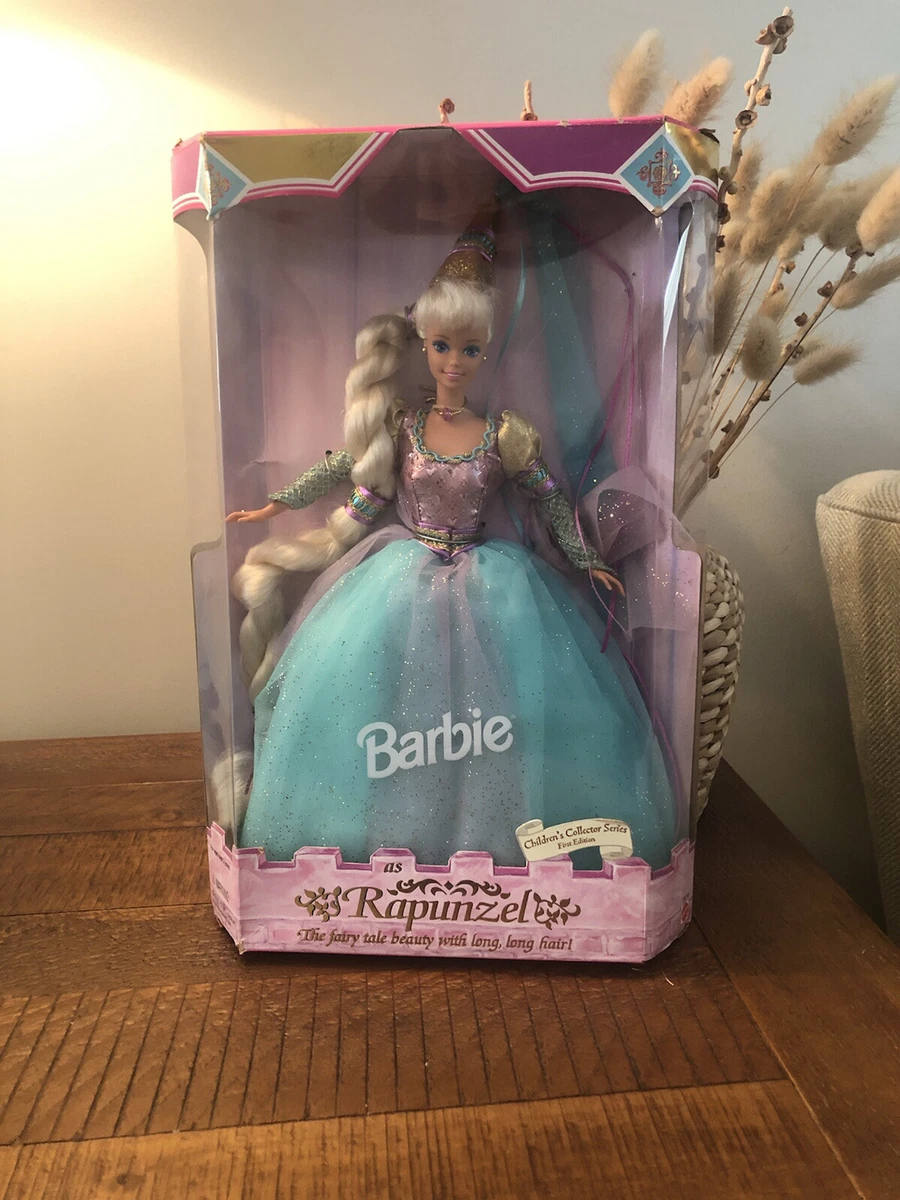 Barbie
Children's Collector Series
First Edition
as
Rapunzel
The fairy tale beauty with long, long hair!